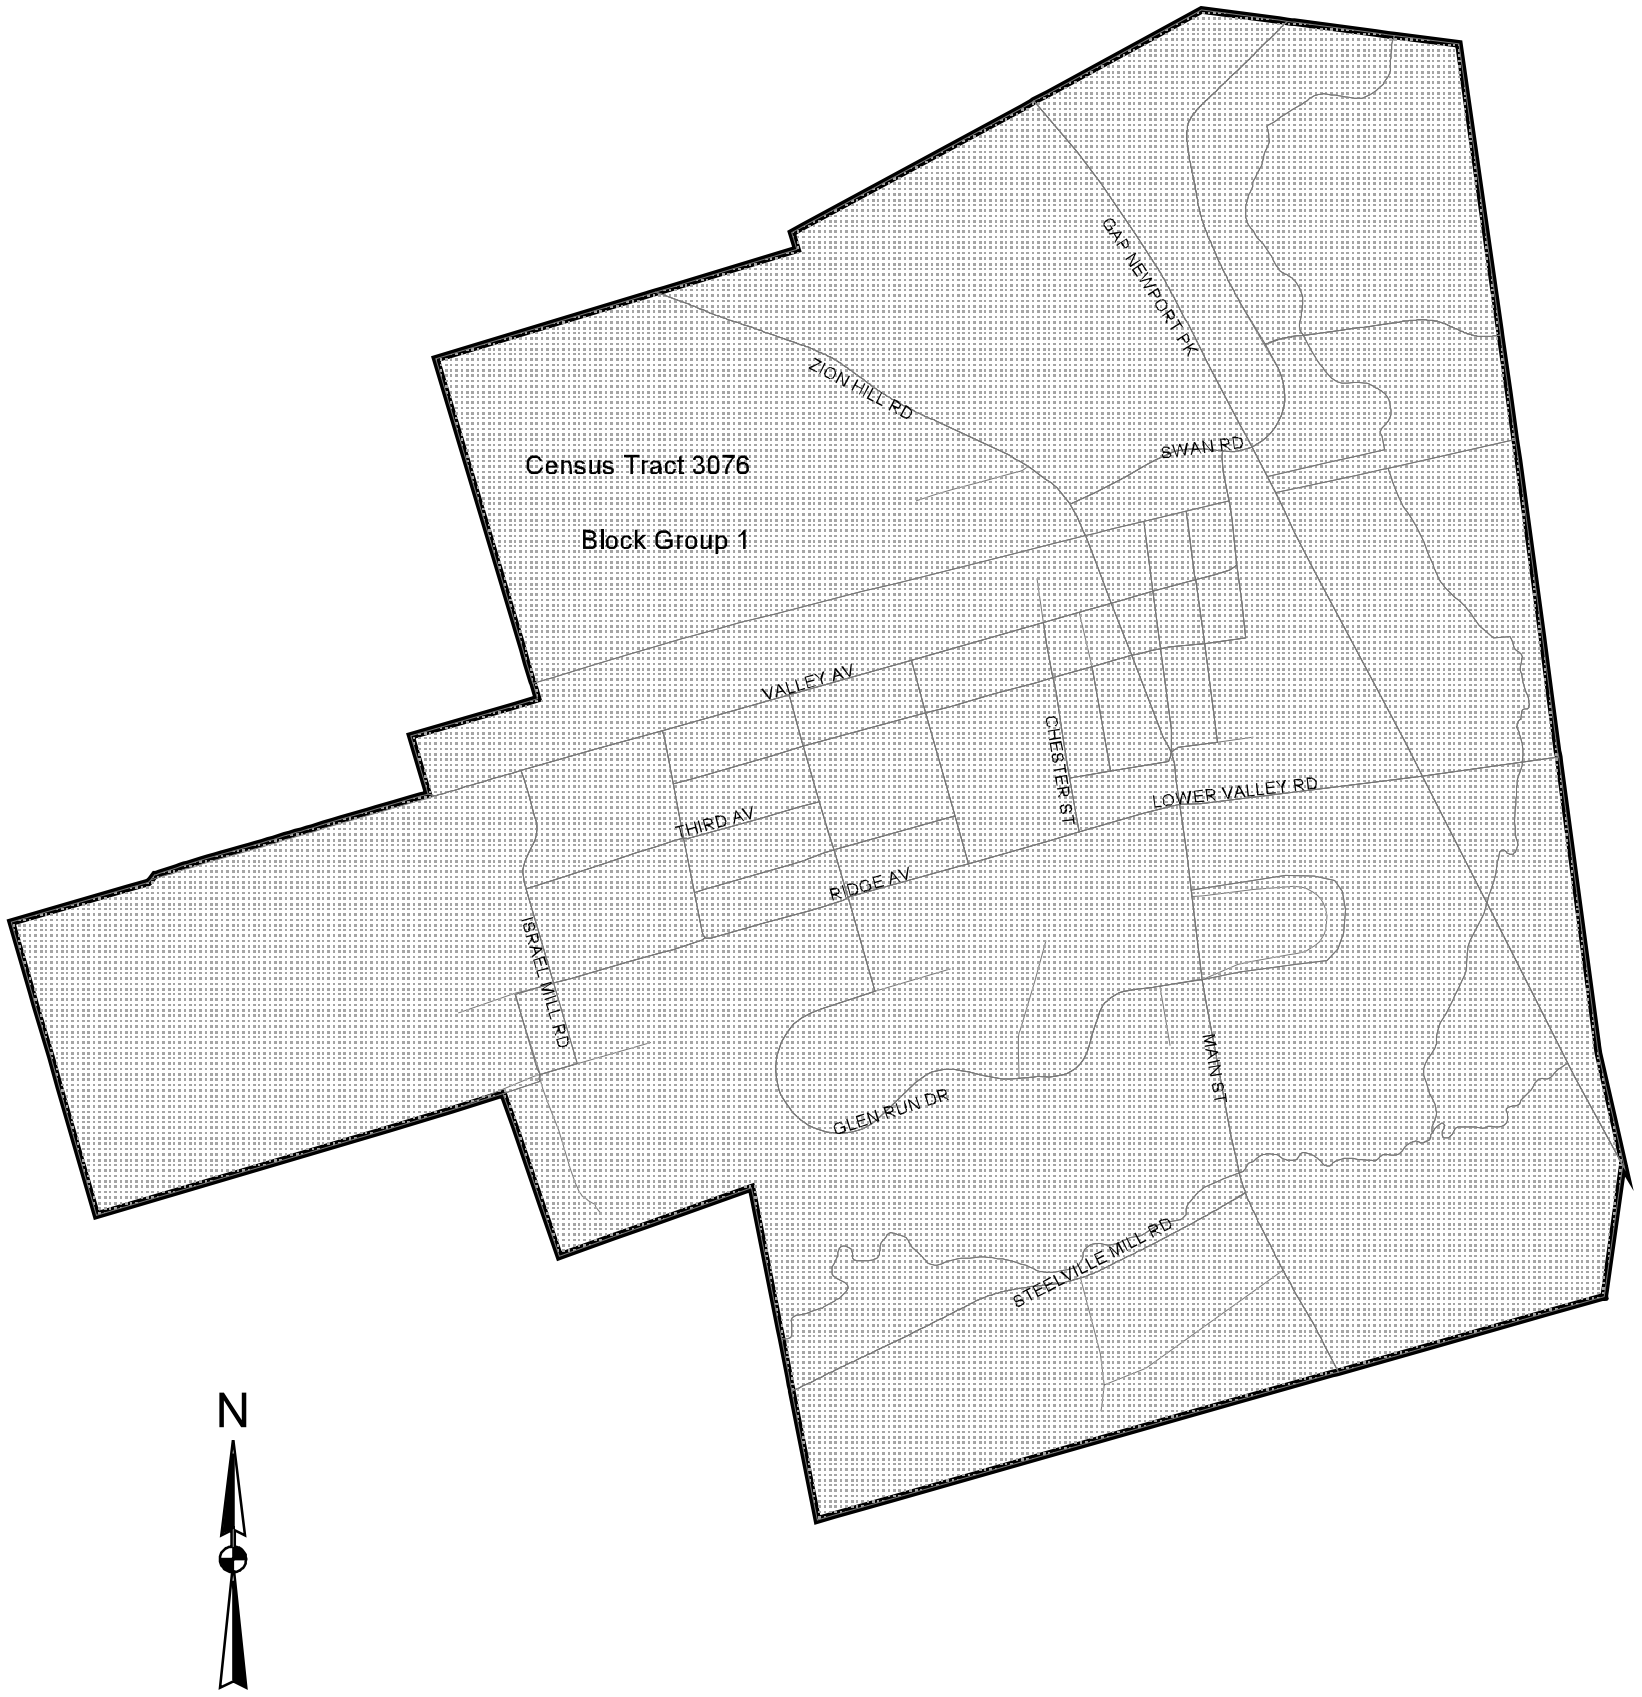 GAP NEWPORT PK
ZION HILL RD
SWAN RD
Census Tract 3076
Block Group 1
VALLEY AV
CHESTER ST
LOWER VALLEY RD
THIRD AV
RIDGE AV
ISRAEL MILL RD
MAIN ST
GLEN RUN DR
STEELVILLE MILL RD
N